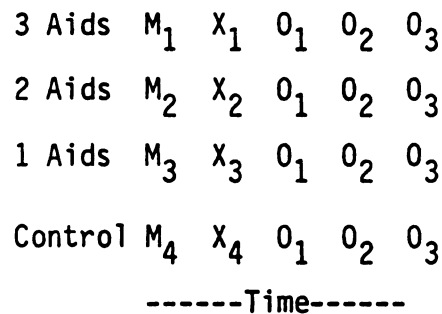 3 Aids M₁ X₁ O₁ O₂ O₃
2 Aids M₂ X₂ O₁ O₂ O₃
1 Aids M₃ X₃ O₁ O₂ O₃
Control M₄ X₄ O₁ O₂ O₃
------Time------